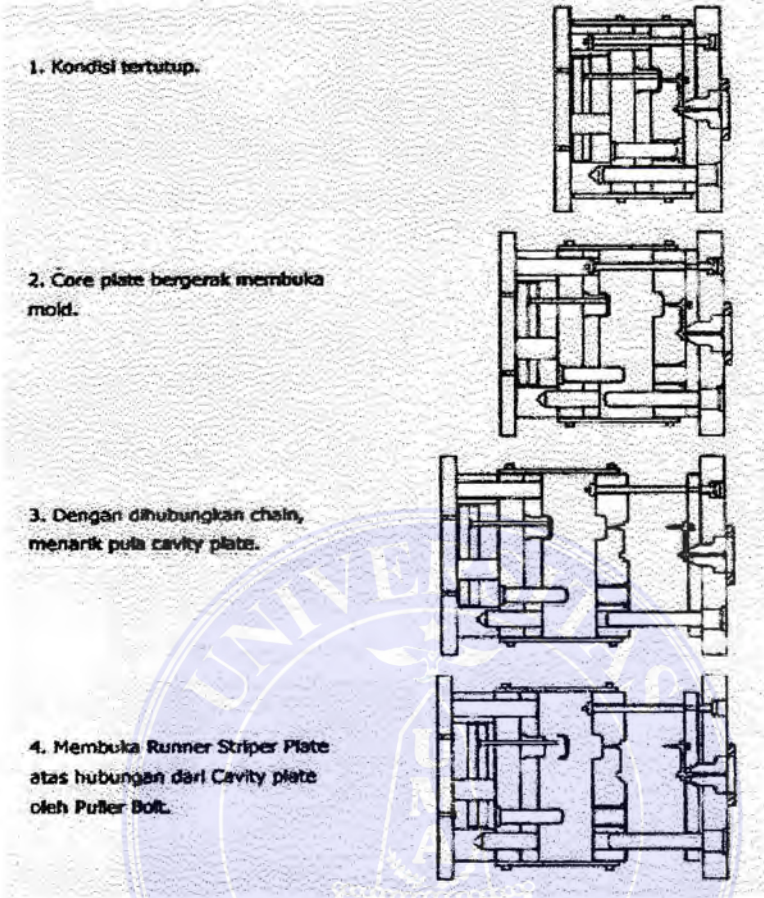 1. Kondisi tertutup.
2. Core plate bergerak membuka
mold.
3. Dengan dihubungkan chain,
menarik pula cavity plate.
4. Membuka Runner Striper Plate
atas hubungan dari Cavity plate
oleh Puller Bolt.
UNIVERSITAS